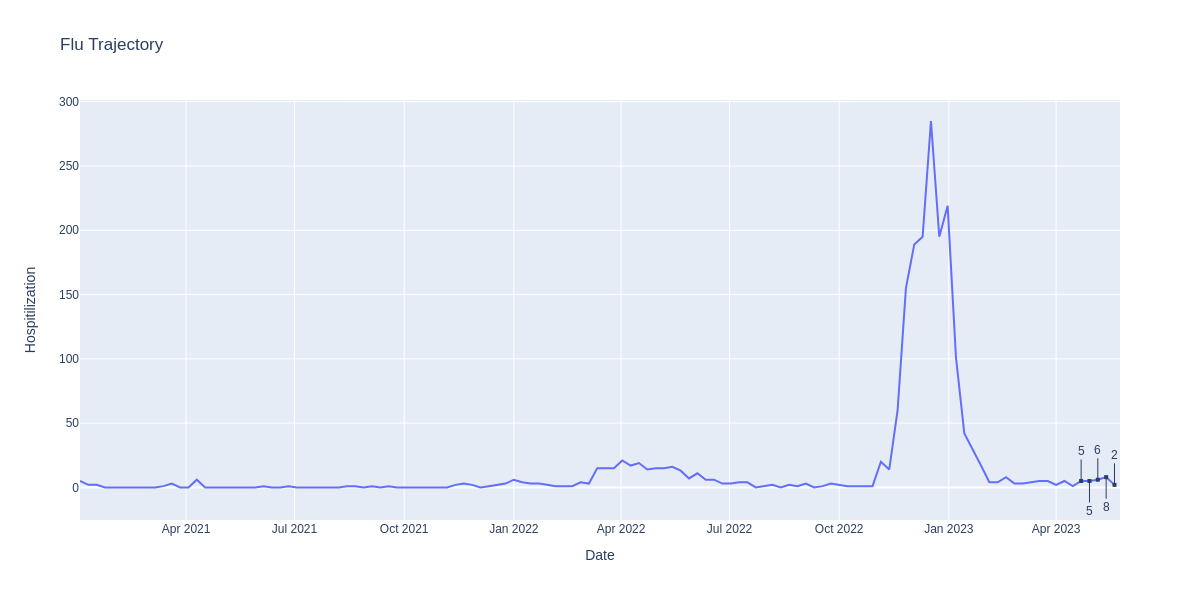 Flu Trajectory
300
250
200
150
100
50
0
Hospitilization
5
5
6
8
2
Apr 2021
Jul 2021
Oct 2021
Jan 2022
Apr 2022
Jul 2022
Oct 2022
Jan 2023
Apr 2023
Date